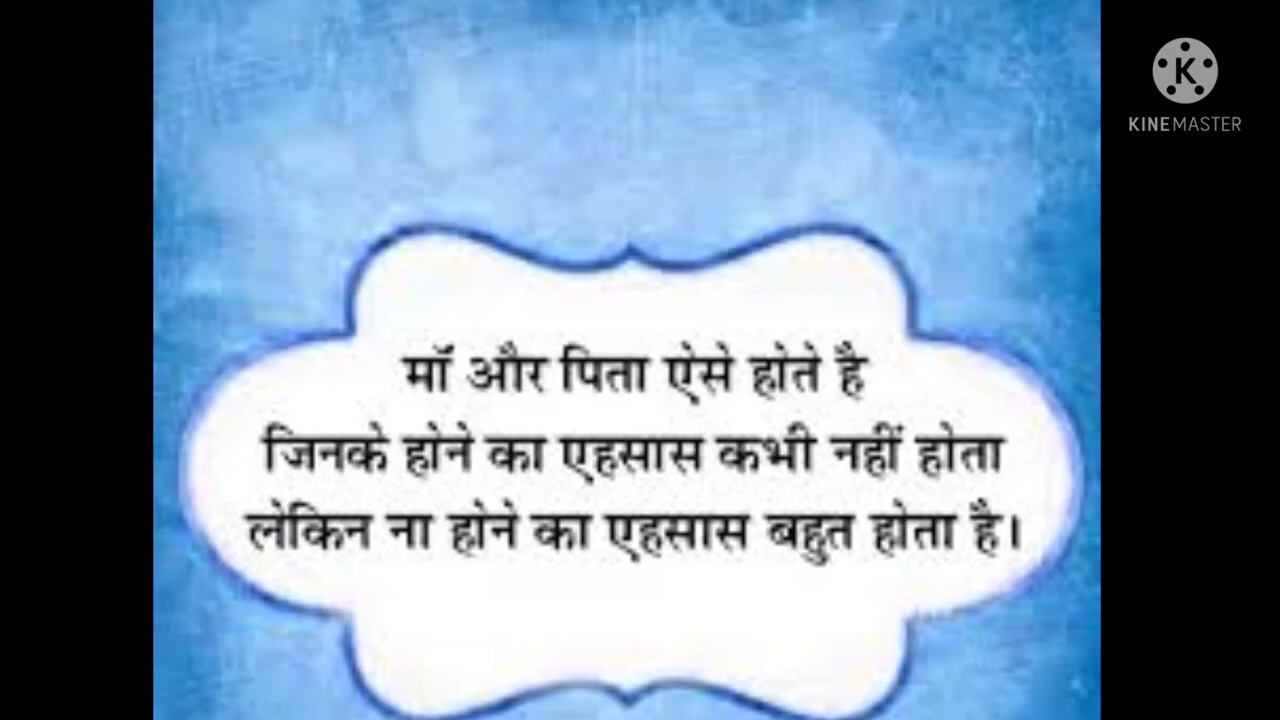 मॉ और पिता ऐसे होते है
जिनके होने का एहसास कभी नहीं होता
लेकिन ना होने का एहसास बहुत होता है।
K
KINEMASTER